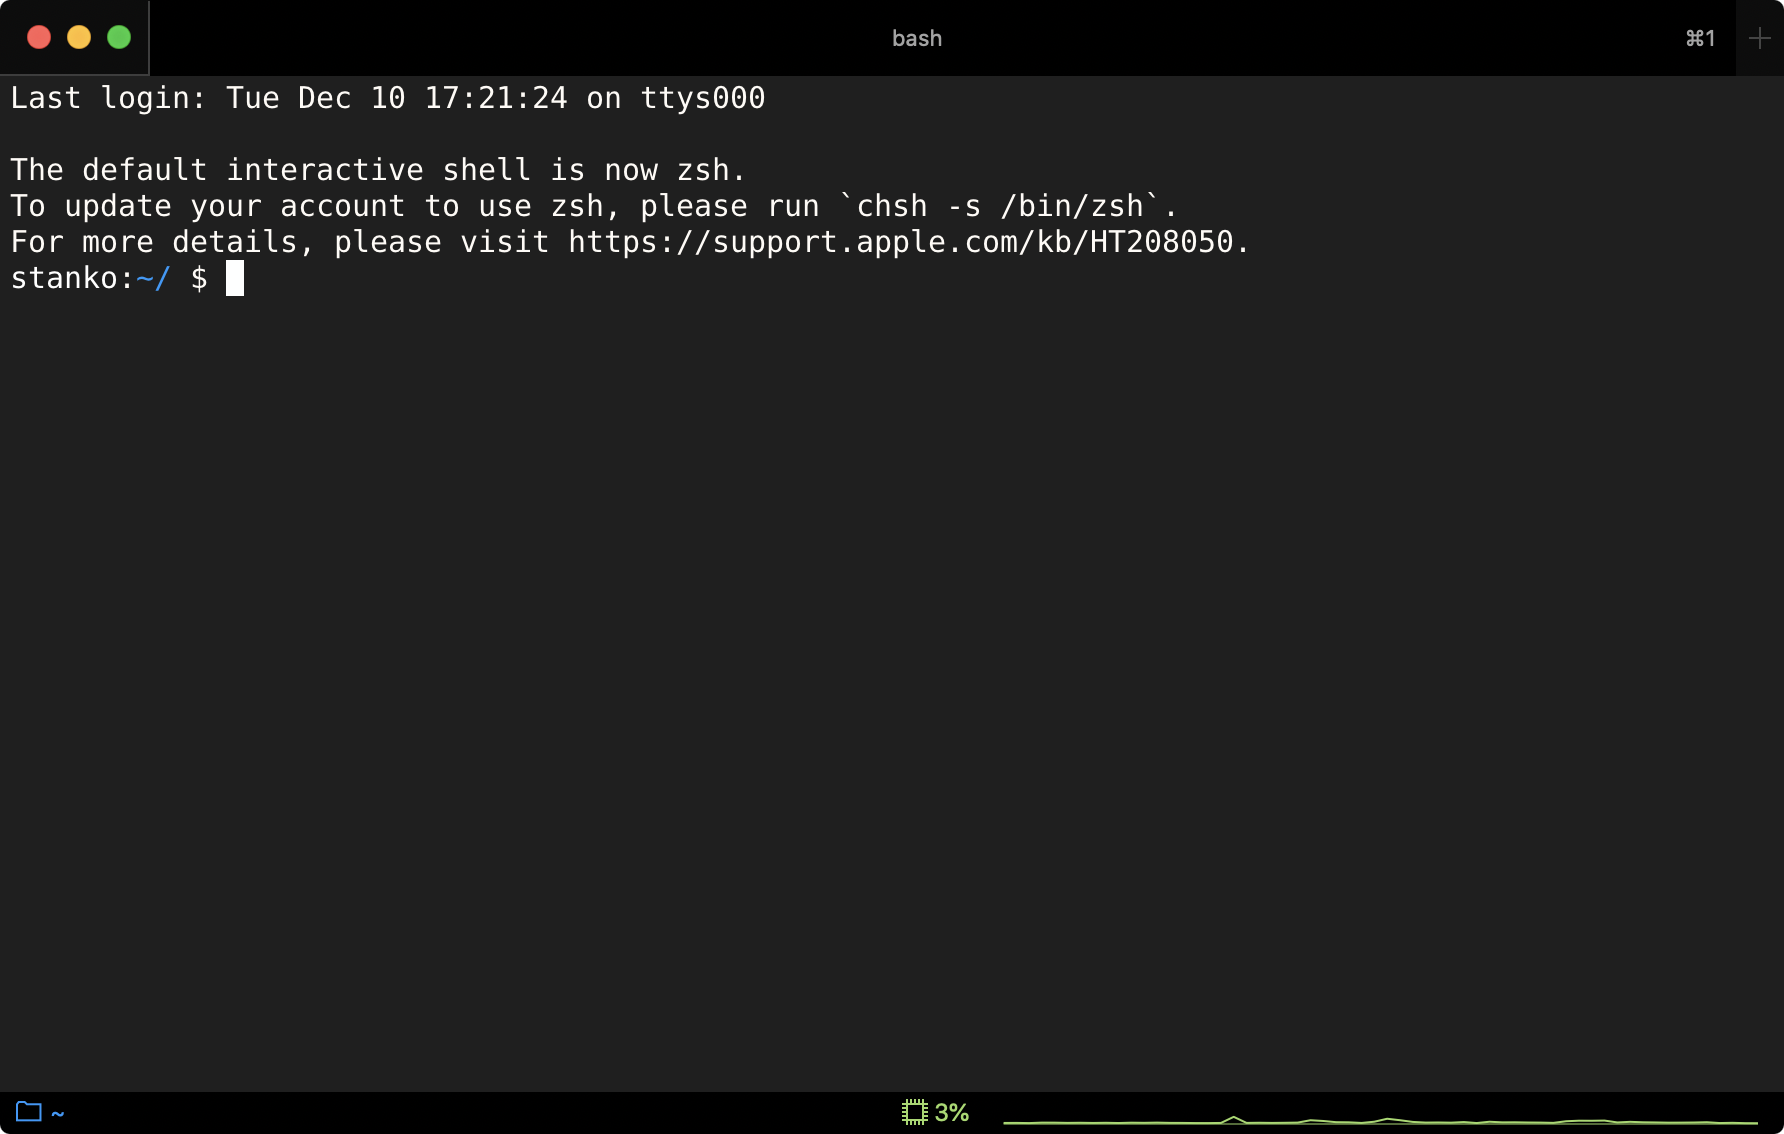 bash ⌘1
Last login: Tue Dec 10 17:21:24 on ttys000
The default interactive shell is now zsh.
To update your account to use zsh, please run `chsh -s /bin/zsh`.
For more details, please visit https://support.apple.com/kb/HT208050.
stanko:~/ $
~ 3%